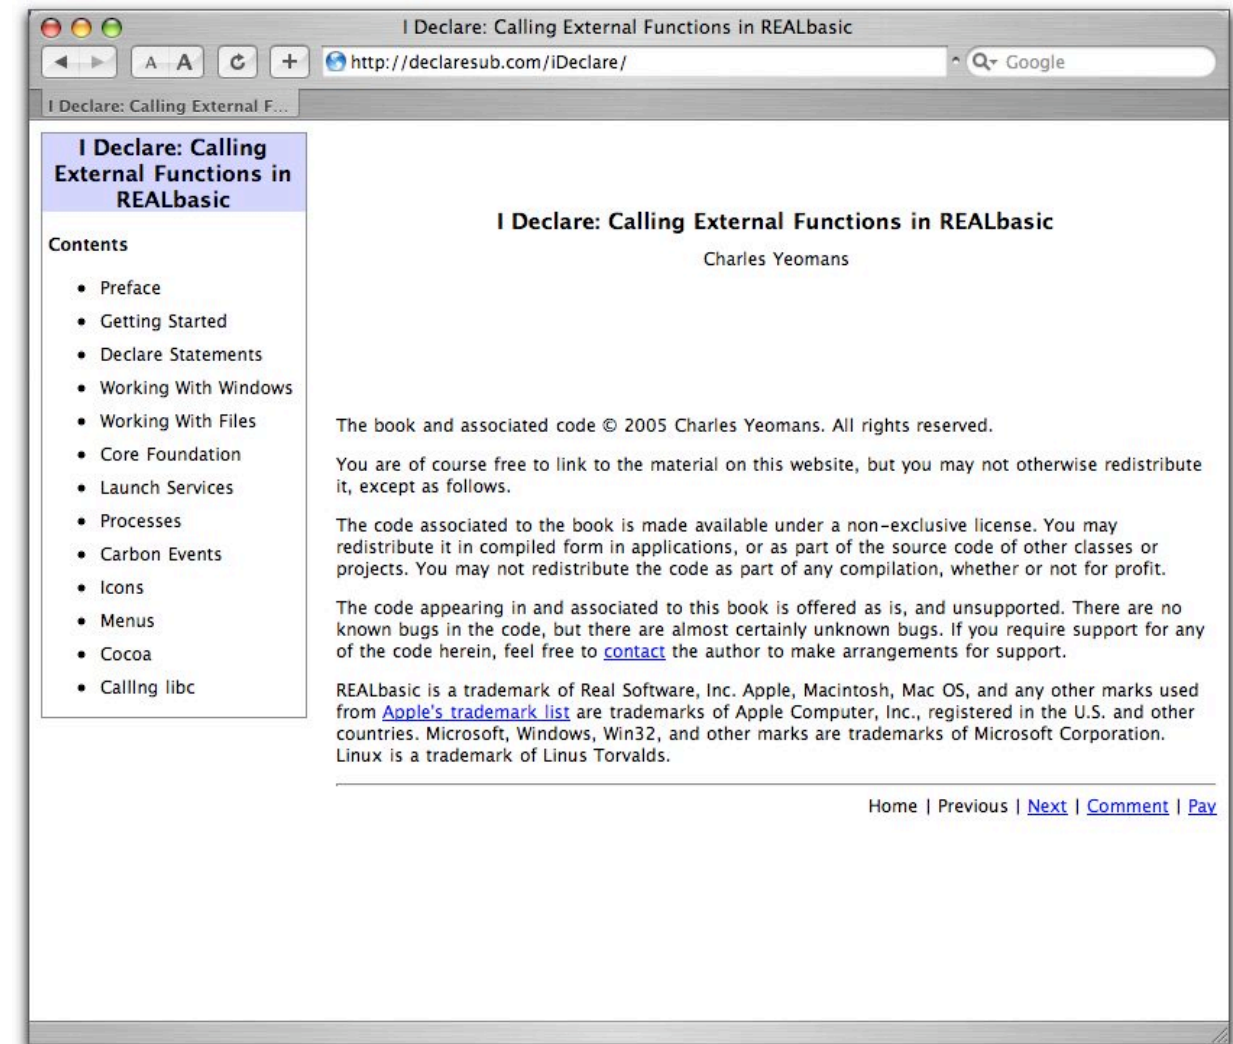 I Declare: Calling External Functions in REALbasic
A A
http://declaresub.com/iDeclare/
Google
I Declare: Calling External F...
I Declare: Calling
External Functions in
REALbasic
Contents
• Preface
• Getting Started
• Declare Statements
• Working With Windows
• Working With Files
• Core Foundation
• Launch Services
• Processes
• Carbon Events
• Icons
• Menus
• Cocoa
• Calling libc
I Declare: Calling External Functions in REALbasic
Charles Yeomans
The book and associated code © 2005 Charles Yeomans. All rights reserved.
You are of course free to link to the material on this website, but you may not otherwise redistribute
it, except as follows.
The code associated to the book is made available under a non-exclusive license. You may
redistribute it in compiled form in applications, or as part of the source code of other classes or
projects. You may not redistribute the code as part of any compilation, whether or not for profit.
The code appearing in and associated to this book is offered as is, and unsupported. There are no
known bugs in the code, but there are almost certainly unknown bugs. If you require support for any
of the code herein, feel free to contact the author to make arrangements for support.
REALbasic is a trademark of Real Software, Inc. Apple, Macintosh, Mac OS, and any other marks used
from Apple's trademark list are trademarks of Apple Computer, Inc., registered in the U.S. and other
countries. Microsoft, Windows, Win32, and other marks are trademarks of Microsoft Corporation.
Linux is a trademark of Linus Torvalds.
Home | Previous | Next | Comment | Pay